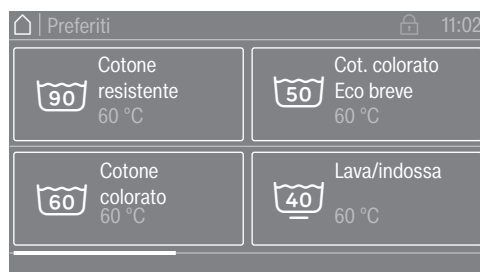 Preferiti 11:02
Cotone
resistente
90
60 °C
Cot. colorato
Eco breve
50
60 °C
Cotone
colorato
60
60 °C
Lava/indossa
40
60 °C